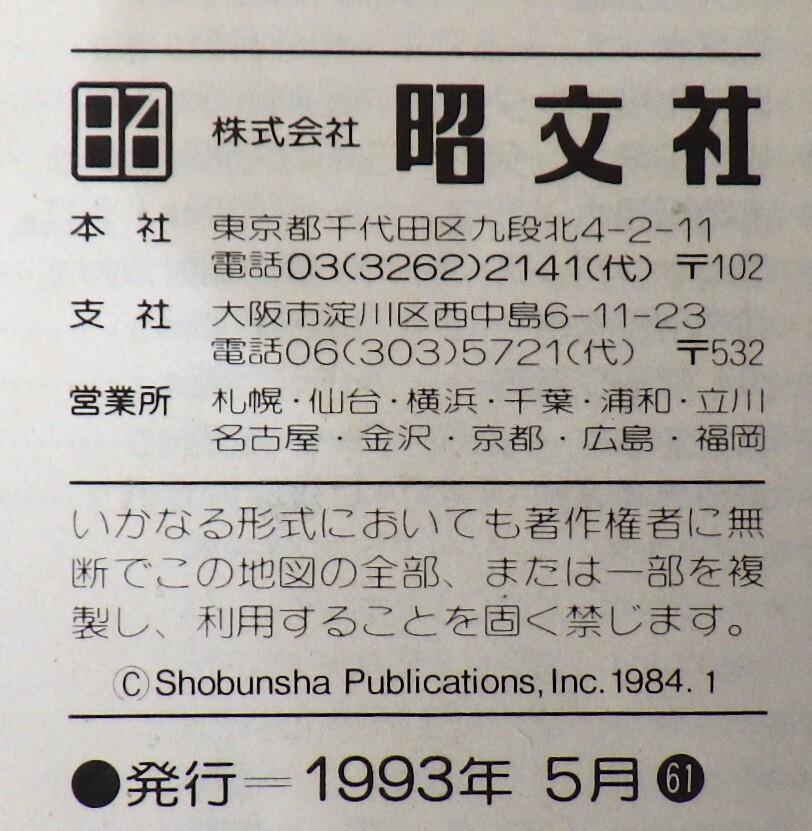 昭 株式会社 昭文社
本社 東京都千代田区九段北4-2-11
電話03(3262)2141(代) 〒102
支社 大阪市淀川区西中島6-11-23
電話06(303)5721(代) 〒532
営業所 札幌・仙台・横浜・千葉・浦和・立川
名古屋・金沢・京都・広島・福岡
いかなる形式においても著作権者に無
断でこの地図の全部、または一部を複
製し、利用することを固く禁じます。
©Shobunsha Publications, Inc. 1984. 1
●発行=1993年 5月 61